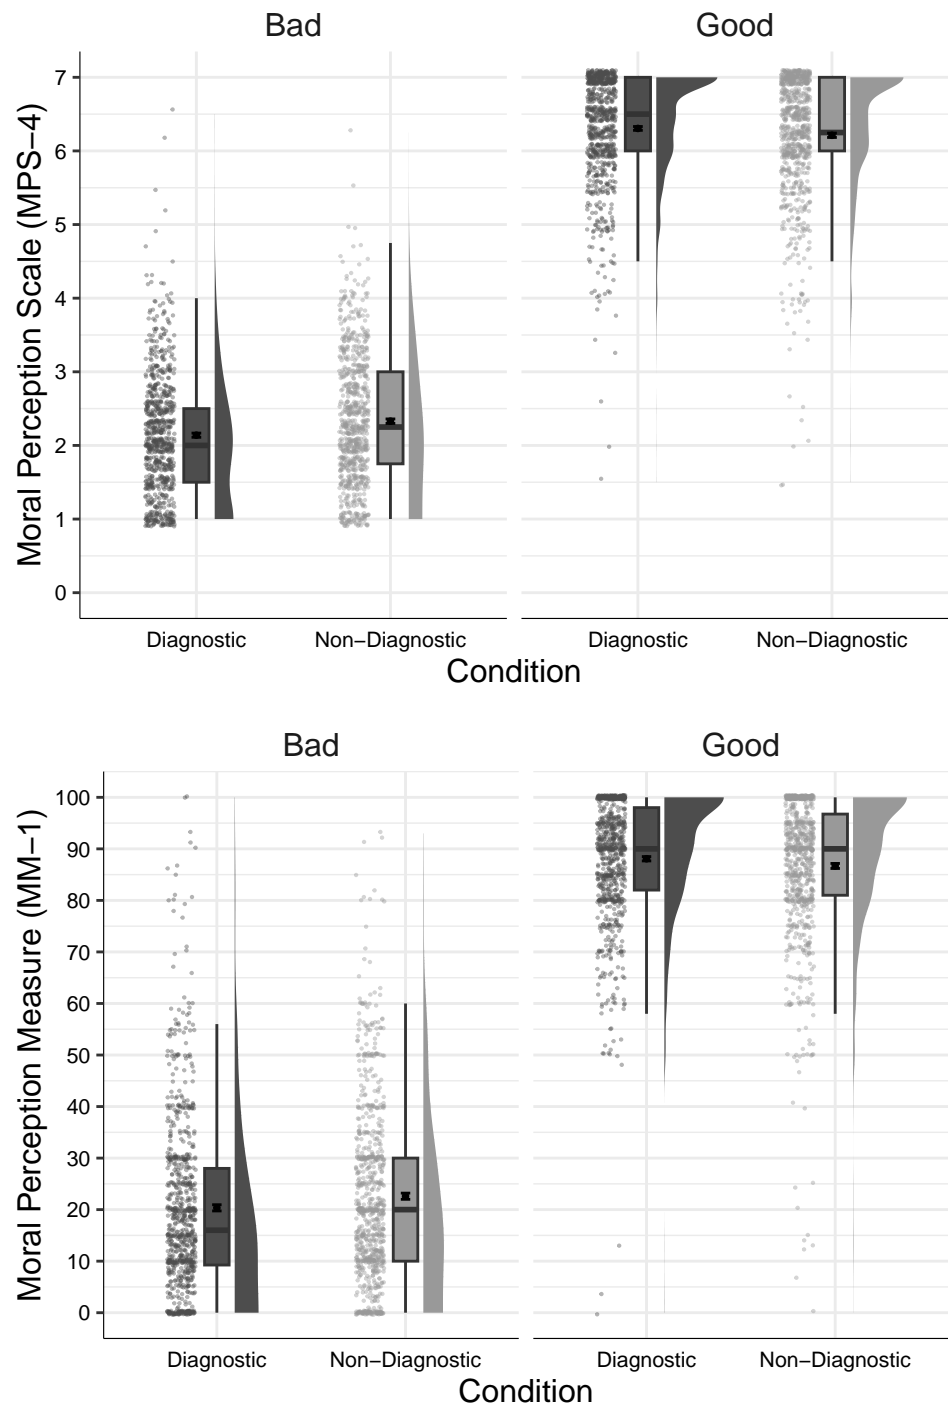 Bad Good
Moral Perception Scale (MPS−4)
7
6
5
4
3
2
1
0
Diagnostic Non−Diagnostic Diagnostic Non−Diagnostic
Condition
Bad Good
Moral Perception Measure (MM−1)
100
90
80
70
60
50
40
30
20
10
0
Diagnostic Non−Diagnostic Diagnostic Non−Diagnostic
Condition